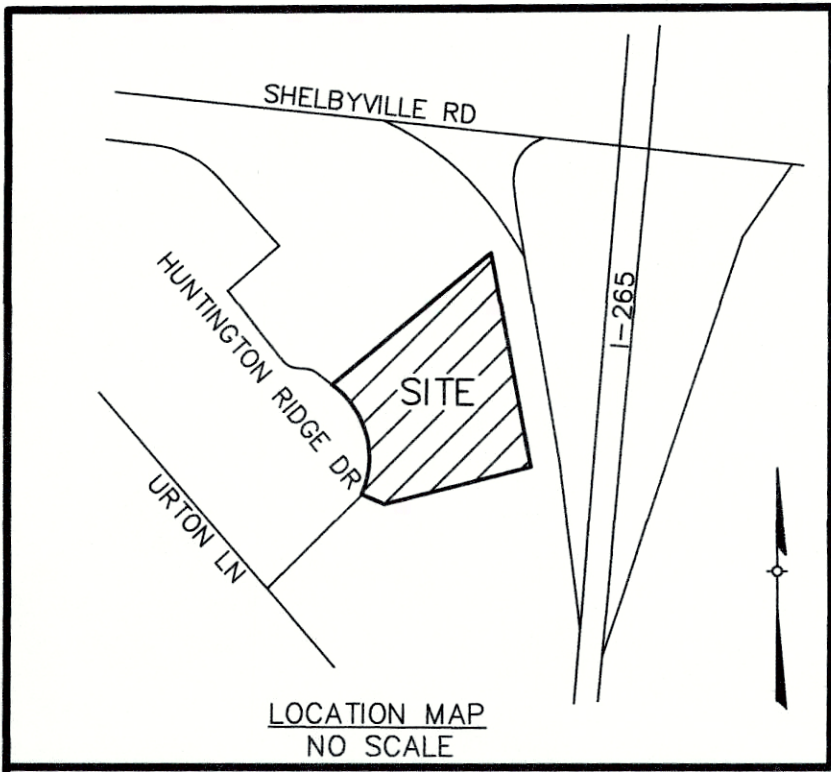 SHELBYVILLE RD
HUNTINGTON RIDGE DR
I-265
SITE
URTON LN
LOCATION MAP
NO SCALE